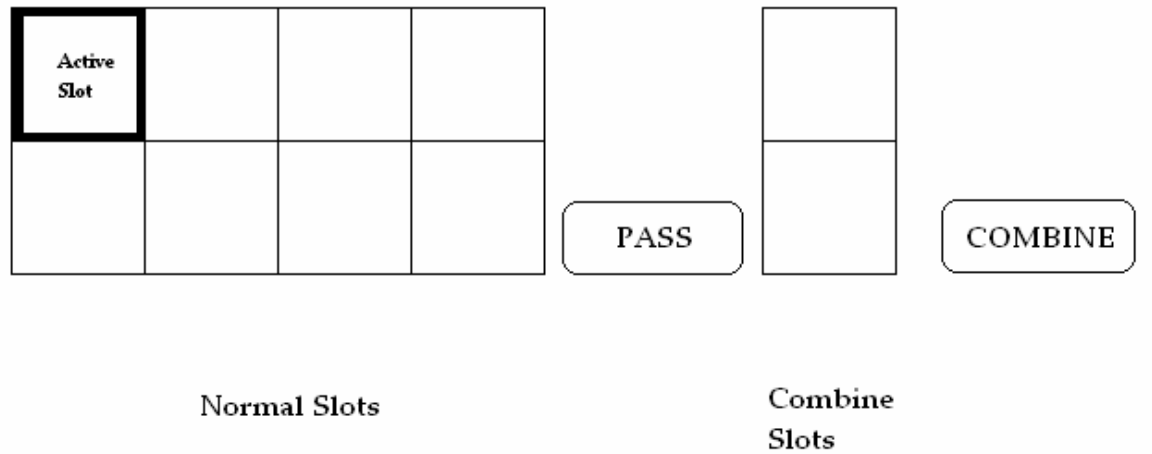 Active
Slot
PASS
COMBINE
Normal Slots
Combine
Slots